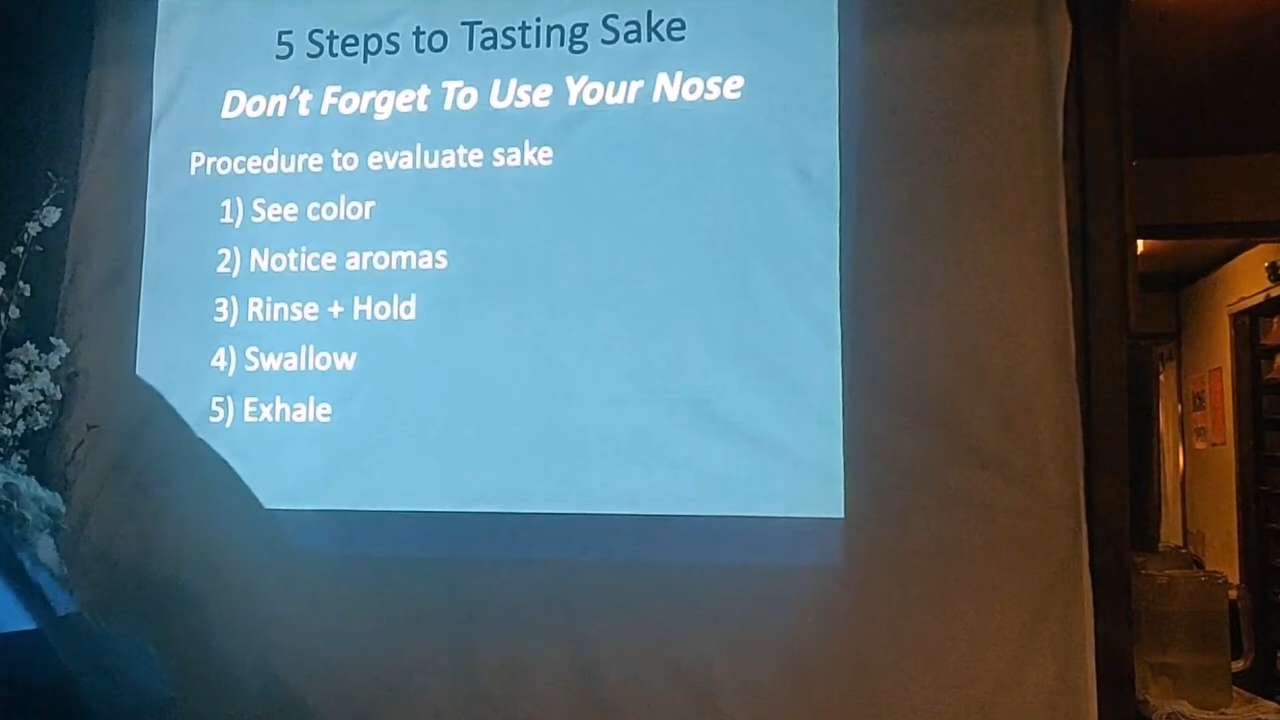 5 Steps to Tasting Sake
Don't Forget To Use Your Nose
Procedure to evaluate sake
1) See color
2) Notice aromas
3) Rinse + Hold
4) Swallow
5) Exhale